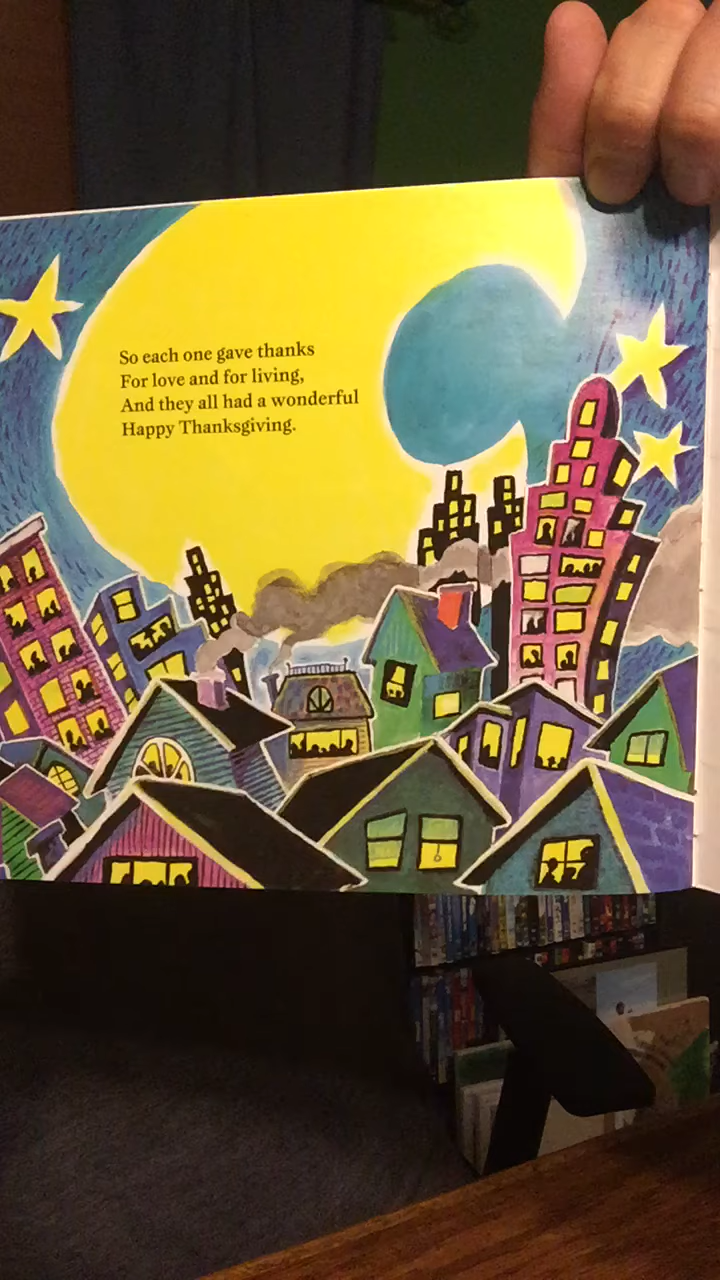 So each one gave thanks
For love and for living,
And they all had a wonderful
Happy Thanksgiving.